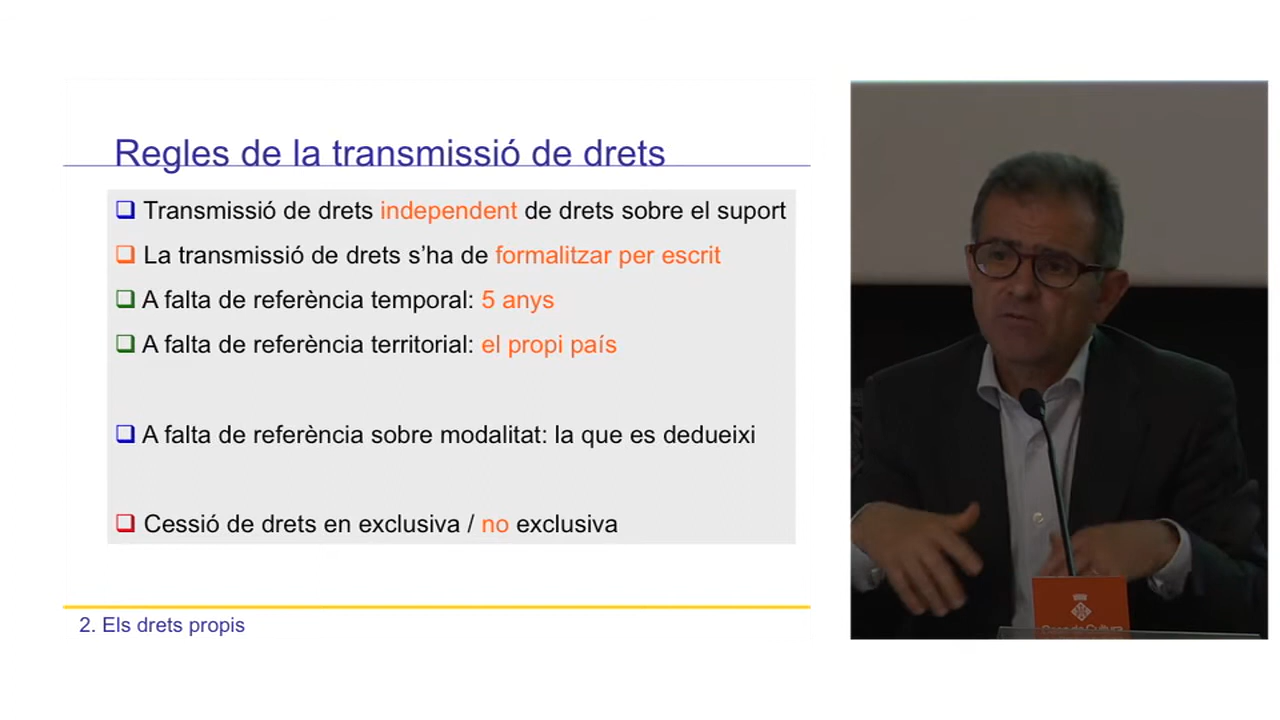 Regles de la transmissió de drets
Transmissió de drets independent de drets sobre el suport
La transmissió de drets s’ha de formalitzar per escrit
A falta de referència temporal: 5 anys
A falta de referència territorial: el propi país
A falta de referència sobre modalitat: la que es dedueixi
Cessió de drets en exclusiva / no exclusiva
2. Els drets propis
Casa de Cultura